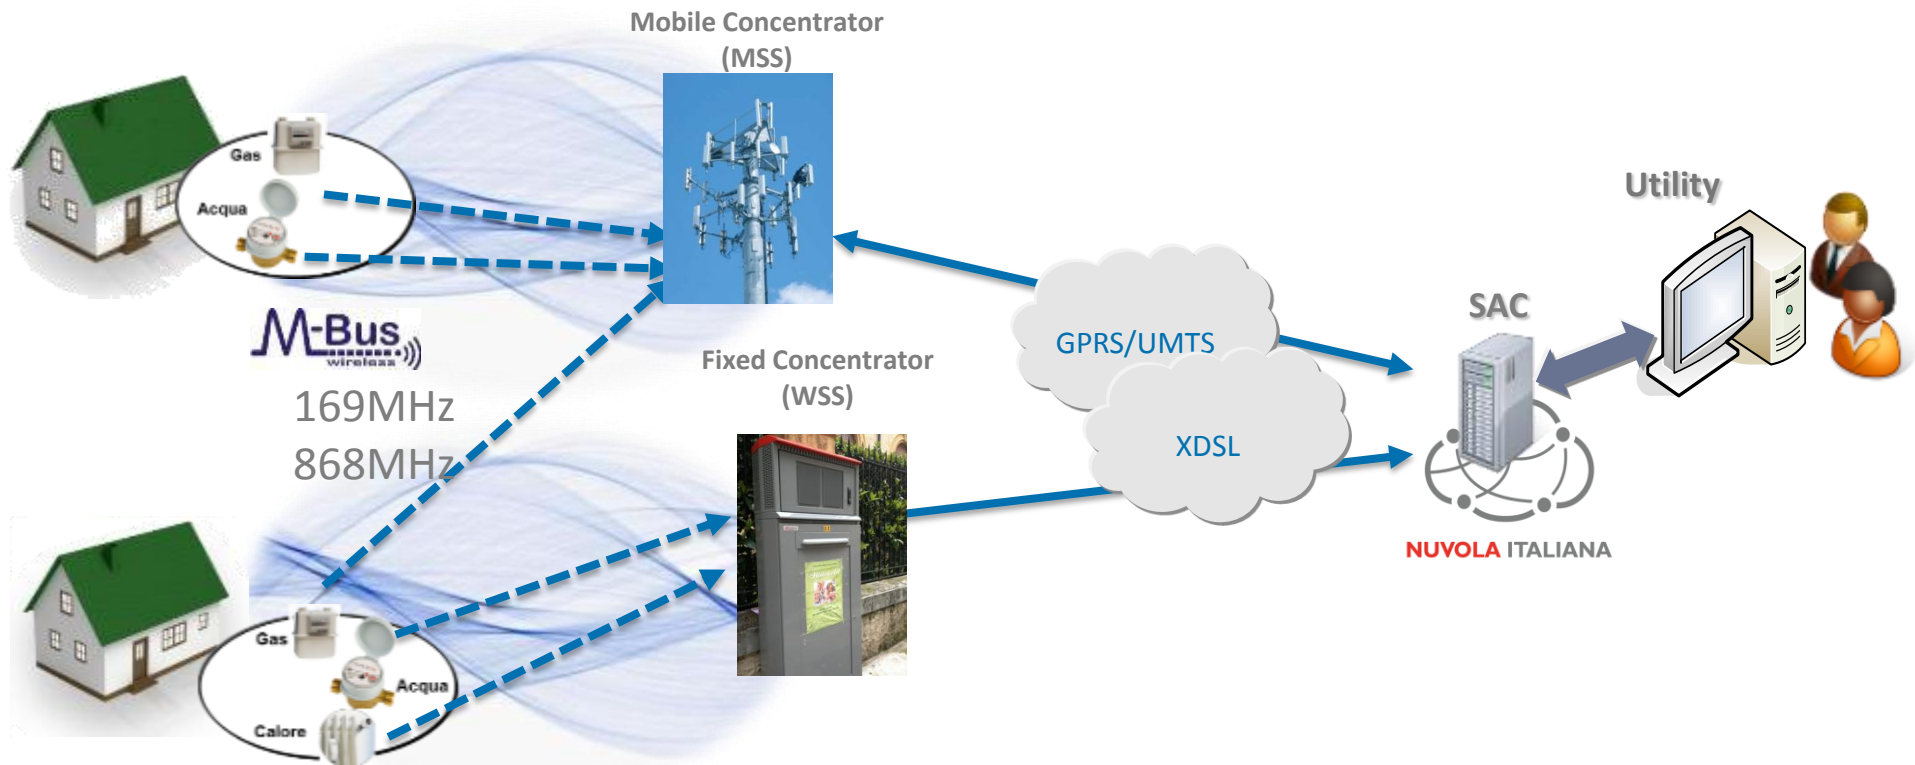 Mobile Concentrator
(MSS)
Gas
Acqua
M-Bus
wireless
169MHz
868MHz
Fixed Concentrator
(WSS)
GPRS/UMTS
XDSL
SAC
Utility
NUVOLA ITALIANA
Gas
Acqua
Calore